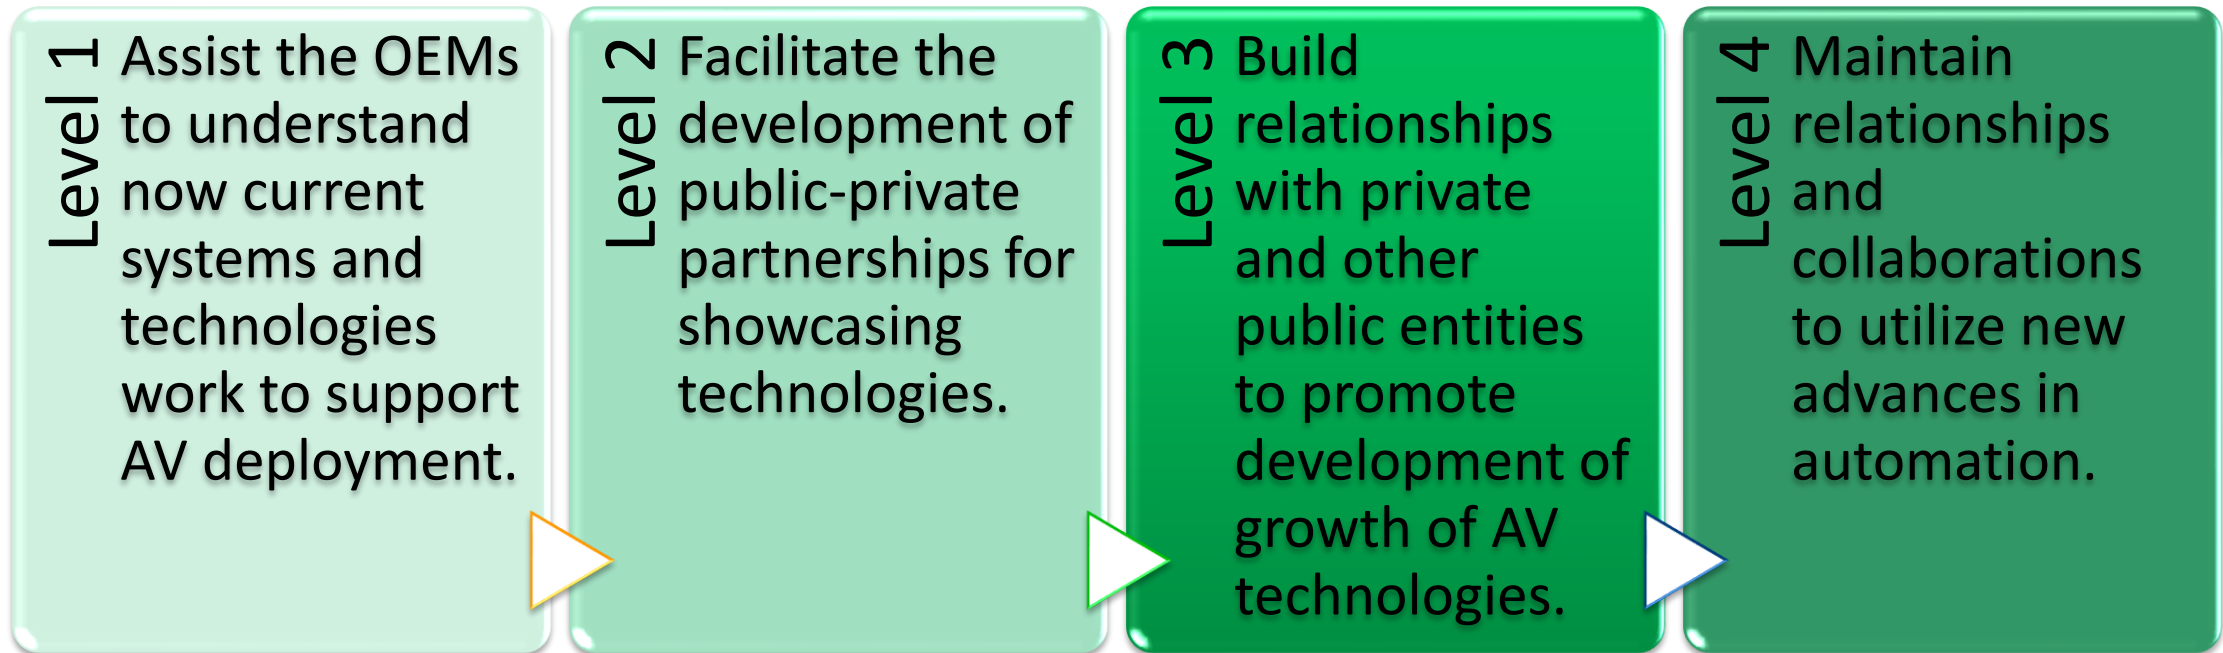 Level 1
Assist the OEMs
to understand
now current
systems and
technologies
work to support
AV deployment.
Level 2
Facilitate the
development of
public-private
partnerships for
showcasing
technologies.
Level 3
Build
relationships
with private
and other
public entities
to promote
development of
growth of AV
technologies.
Level 4
Maintain
relationships
and
collaborations
to utilize new
advances in
automation.